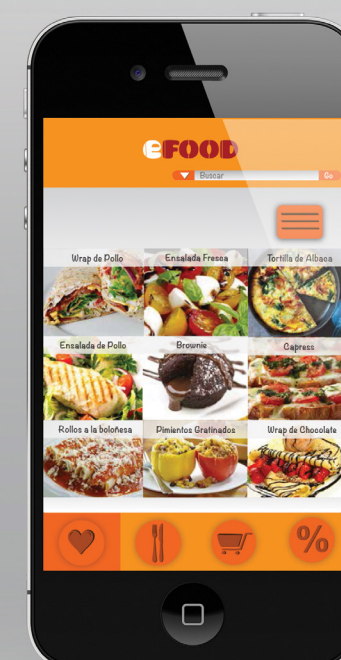 eFOOD
Buscar Go
Wrap de Pollo Ensalada Fresca Tortilla de Albaca
Ensalada de Pollo Brownie Capress
Rollos a la boloñesa Pimientos Gratinados Wrap de Chocolate
%